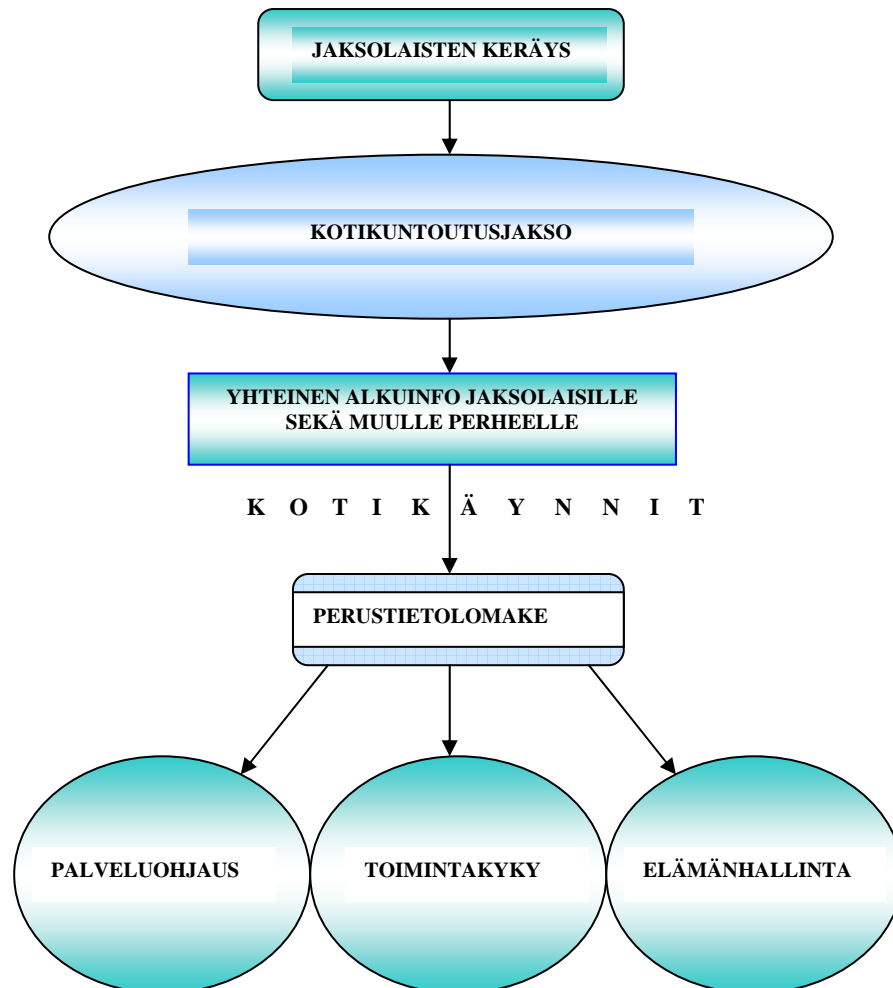 JAKSOLAISTEN KERÄYS
KOTIKUNTOUTUSJAKSO
YHTEINEN ALKUINFO JAKSOLAISILLE
SEKÄ MUULLE PERHEELLE
K O T I K Ä Y N N I T
PERUSTIETOLOMAKE
PALVELUOHJAUS
TOIMINTAKYKY
ELÄMÄNHALLINTA